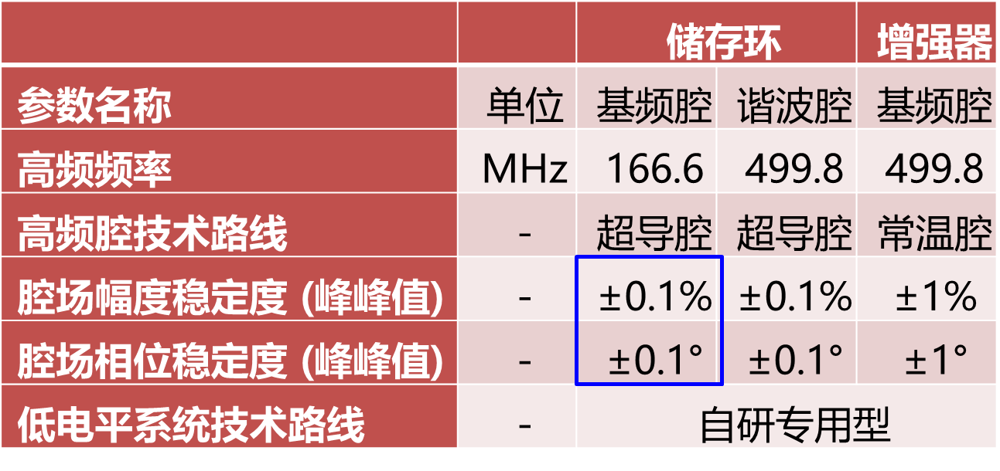 储存环 增强器
参数名称 单位 基频腔 谐波腔 基频腔
高频频率 MHz 166.6 499.8 499.8
高频腔技术路线 - 超导腔 超导腔 常温腔
腔场幅度稳定度 (峰峰值) - ±0.1% ±0.1% ±1%
腔场相位稳定度 (峰峰值) - ±0.1° ±0.1° ±1°
低电平系统技术路线 - 自研专用型